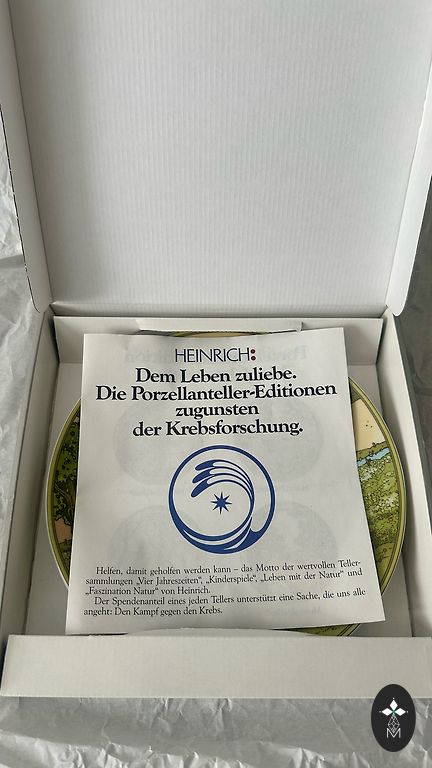 HEINRICH:
Dem Leben zuliebe.
Die Porzellanteller-Editionen
zugunsten
der Krebsforschung.
Helfen, damit geholfen werden kann – das Motto der wertvollen Teller-
sammlungen „Vier Jahreszeiten“, „Kinderspiele“, „Leben mit der Natur“ und
„Faszination Natur“ von Heinrich.
Der Spendenanteil eines jeden Tellers unterstützt eine Sache, die uns alle
angeht: Den Kampf gegen den Krebs.
M